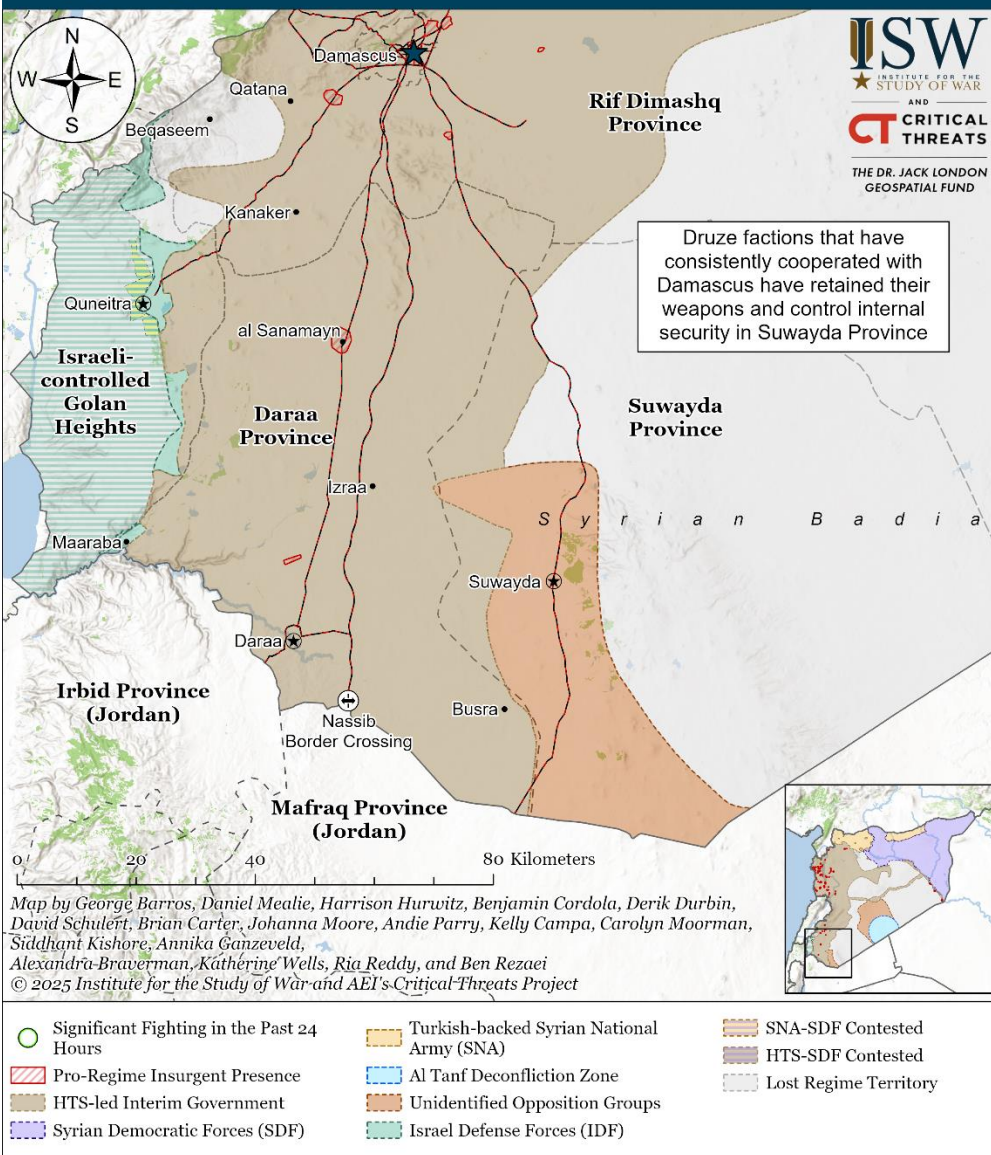 N
W E
S
Damascus
Qatana
Beqaseem
Rif Dimashq
Province
ISW
INSTITUTE FOR THE
STUDY OF WAR
AND
CT CRITICAL
THREATS
THE DR. JACK LONDON
GEOSPATIAL FUND
Kanaker
Druze factions that have
consistently cooperated with
Damascus have retained their
weapons and control internal
security in Suwayda Province
Quneitra
al Sanamayn
Israeli-
controlled
Golan
Heights
Daraa
Province
Suwayda
Province
Izraa
Syrian Badia
Maaraba
Suwayda
Daraa
Irbid Province
(Jordan)
Nassib
Border Crossing
Busra
Mafraq Province
(Jordan)
0 20 40 80 Kilometers
Map by George Barros, Daniel Mealie, Harrison Hurwitz, Benjamin Cordola, Derik Durbin,
David Schulert, Brian Carter, Johanna Moore, Andie Parry, Kelly Campa, Carolyn Moorman,
Siddhant Kishore, Annika Ganzeveld,
Alexandra Braverman, Katherine Wells, Ria Reddy, and Ben Rezaei
© 2025 Institute for the Study of War and AEI's Critical Threats Project
Significant Fighting in the Past 24
Hours
Pro-Regime Insurgent Presence
HTS-led Interim Government
Syrian Democratic Forces (SDF)
Turkish-backed Syrian National
Army (SNA)
Al Tanf Deconfliction Zone
Unidentified Opposition Groups
Israel Defense Forces (IDF)
SNA-SDF Contested
HTS-SDF Contested
Lost Regime Territory